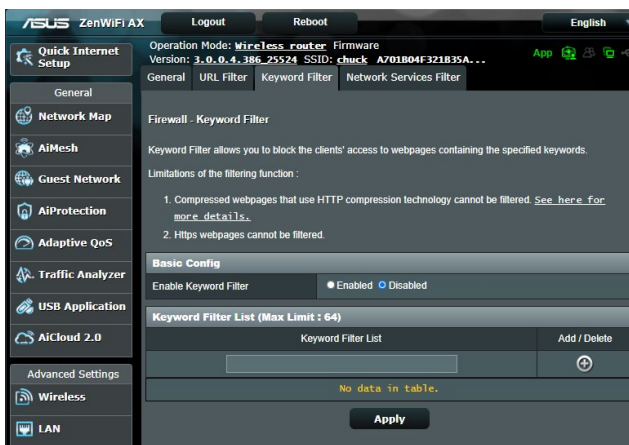 ASUS ZenWiFi AX
Logout
Reboot
English
Operation Mode: Wireless router Firmware
Version: 3.0.0.4.386_25524 SSID: chuck A701B04F321B35A...
App
General
URL Filter
Keyword Filter
Network Services Filter
Quick Internet
Setup
General
Network Map
AiMesh
Guest Network
AiProtection
Adaptive QoS
Traffic Analyzer
USB Application
AiCloud 2.0
Advanced Settings
Wireless
LAN
Firewall - Keyword Filter
Keyword Filter allows you to block the clients' access to webpages containing the specified keywords.
Limitations of the filtering function :
1. Compressed webpages that use HTTP compression technology cannot be filtered. See here for
more details.
2. Https webpages cannot be filtered.
Basic Config
Enable Keyword Filter
Enabled
Disabled
Keyword Filter List (Max Limit : 64)
Keyword Filter List
Add / Delete
No data in table.
Apply